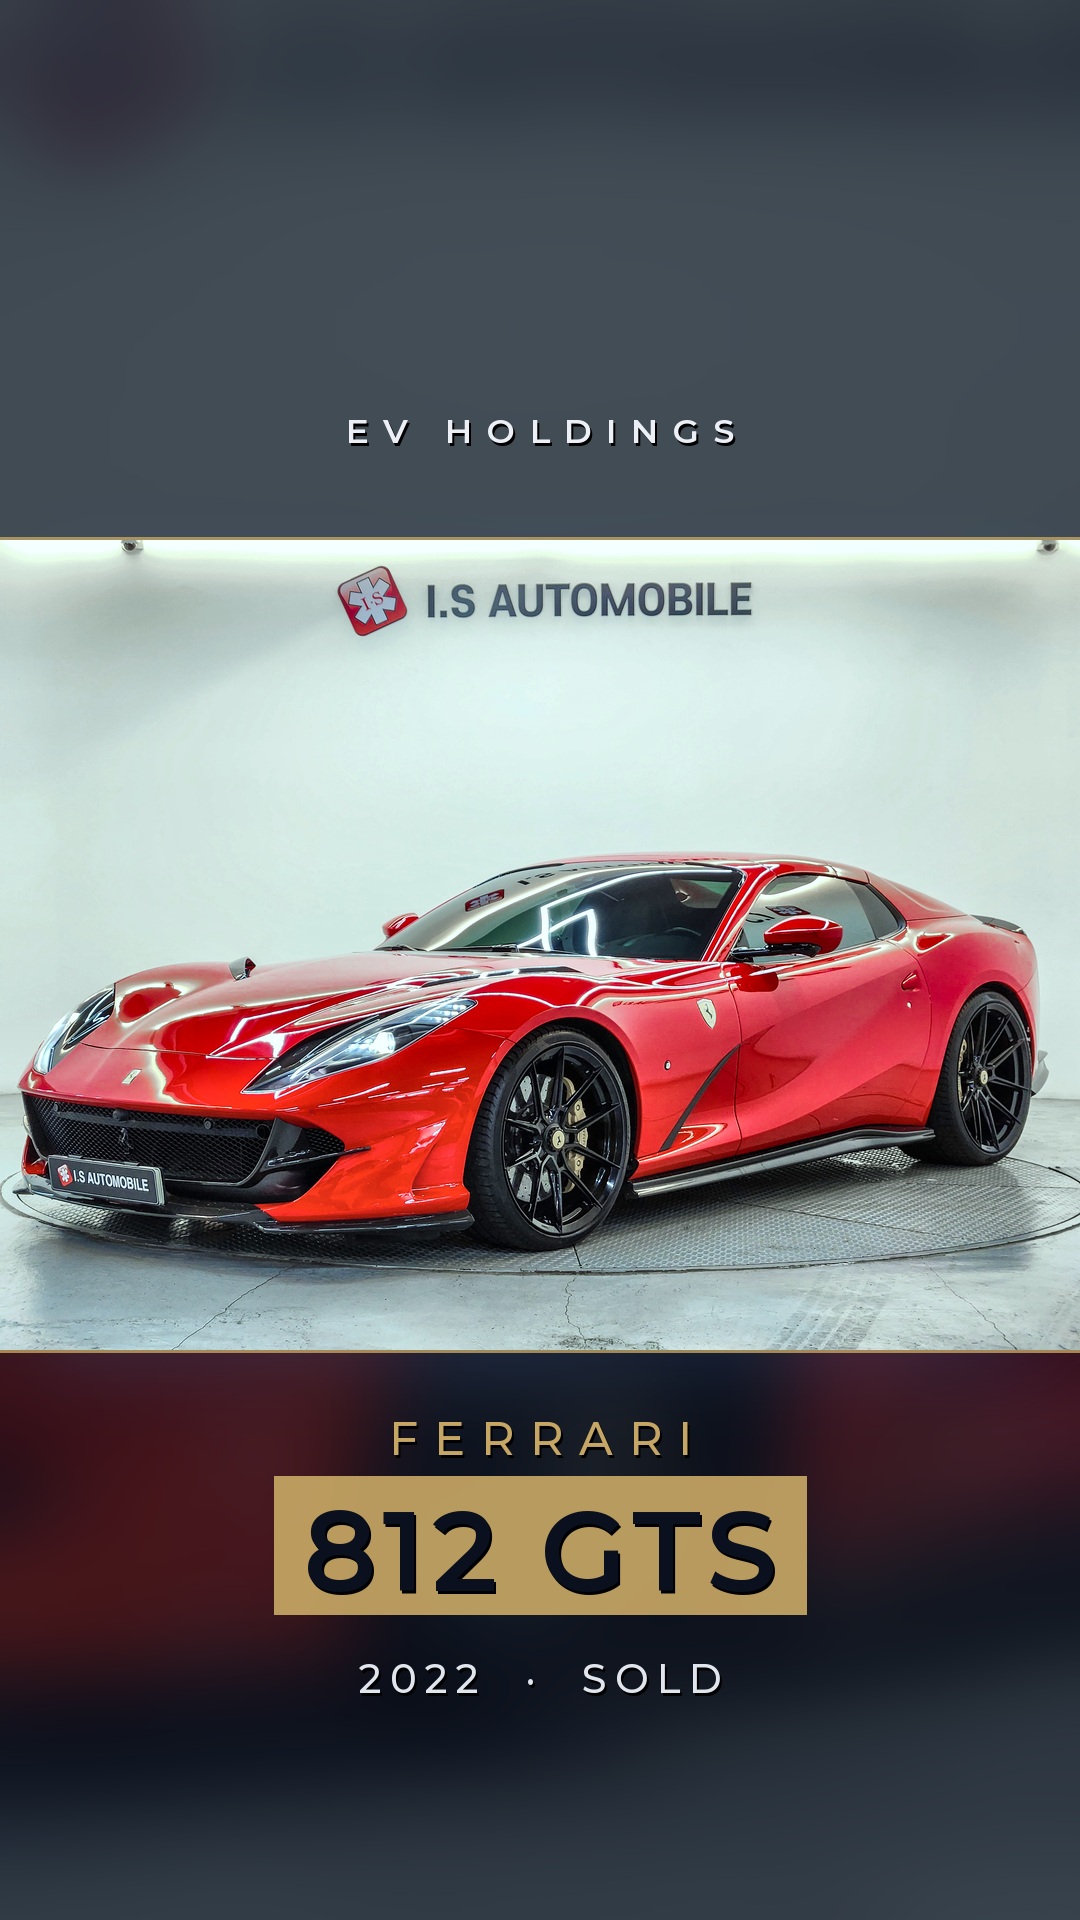 EV HOLDINGS
I.S I.S AUTOMOBILE
I.S AUTOMOBILE
FERRARI
812 GTS
2022 · SOLD